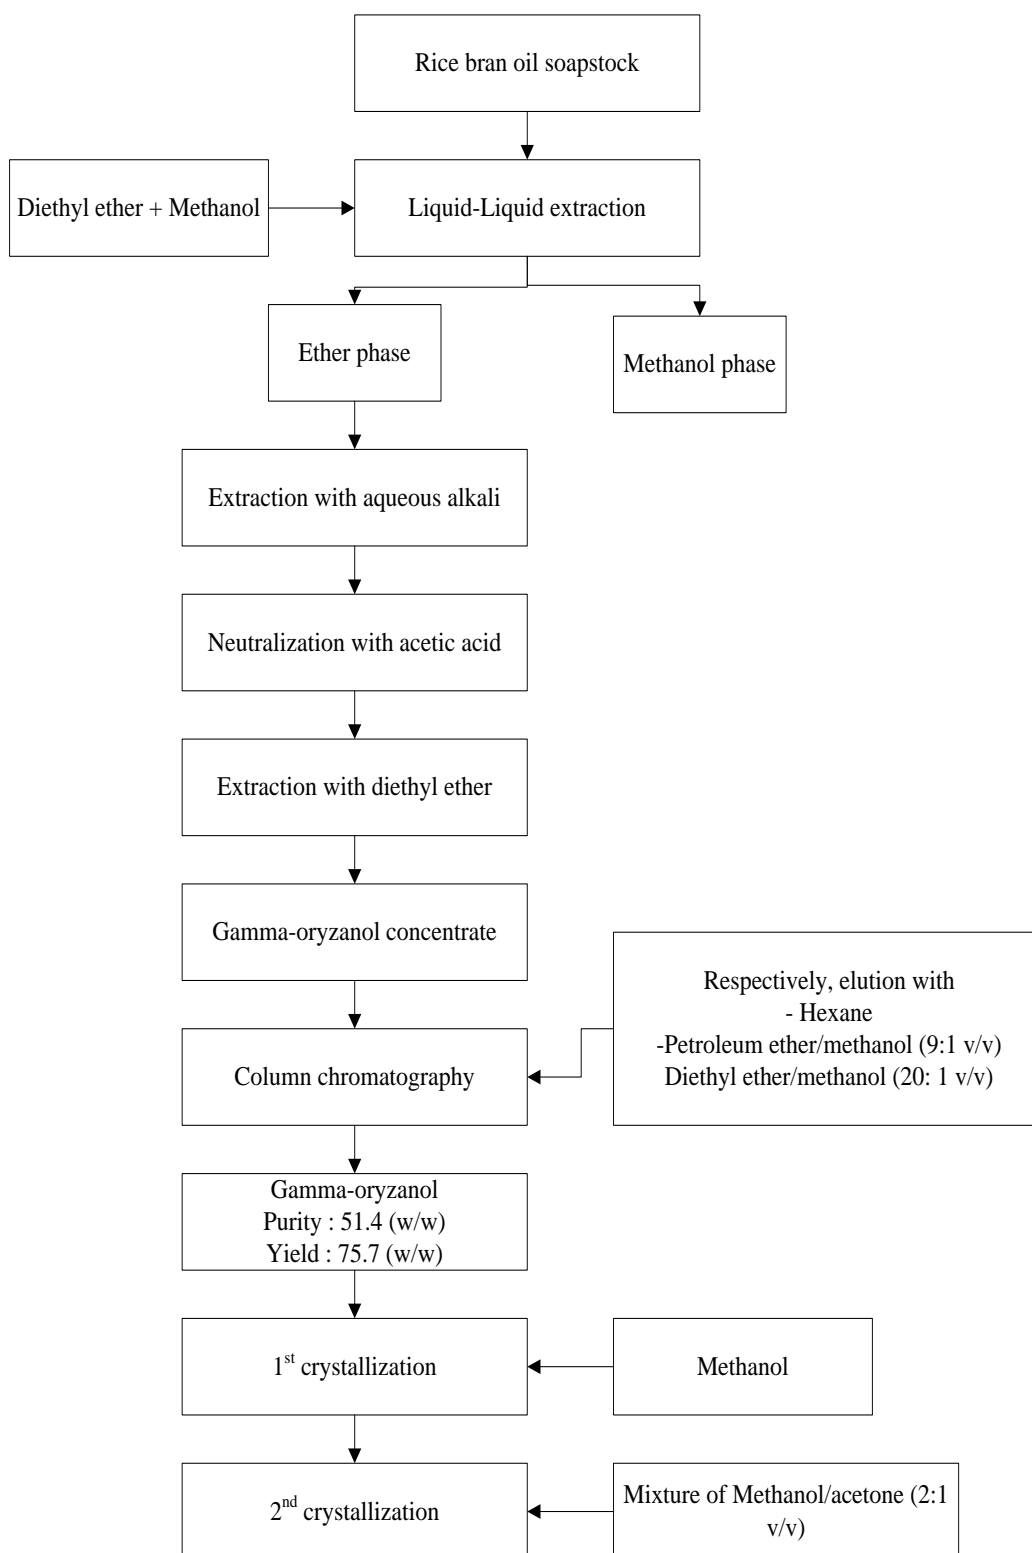 Rice bran oil soapstock
Diethyl ether + Methanol
Liquid-Liquid extraction
Ether phase
Methanol phase
Extraction with aqueous alkali
Neutralization with acetic acid
Extraction with diethyl ether
Gamma-oryzanol concentrate
Respectively, elution with
- Hexane
-Petroleum ether/methanol (9:1 v/v)
Diethyl ether/methanol (20: 1 v/v)
Column chromatography
Gamma-oryzanol
Purity : 51.4 (w/w)
Yield : 75.7 (w/w)
1st crystallization
Methanol
2nd crystallization
Mixture of Methanol/acetone (2:1
v/v)